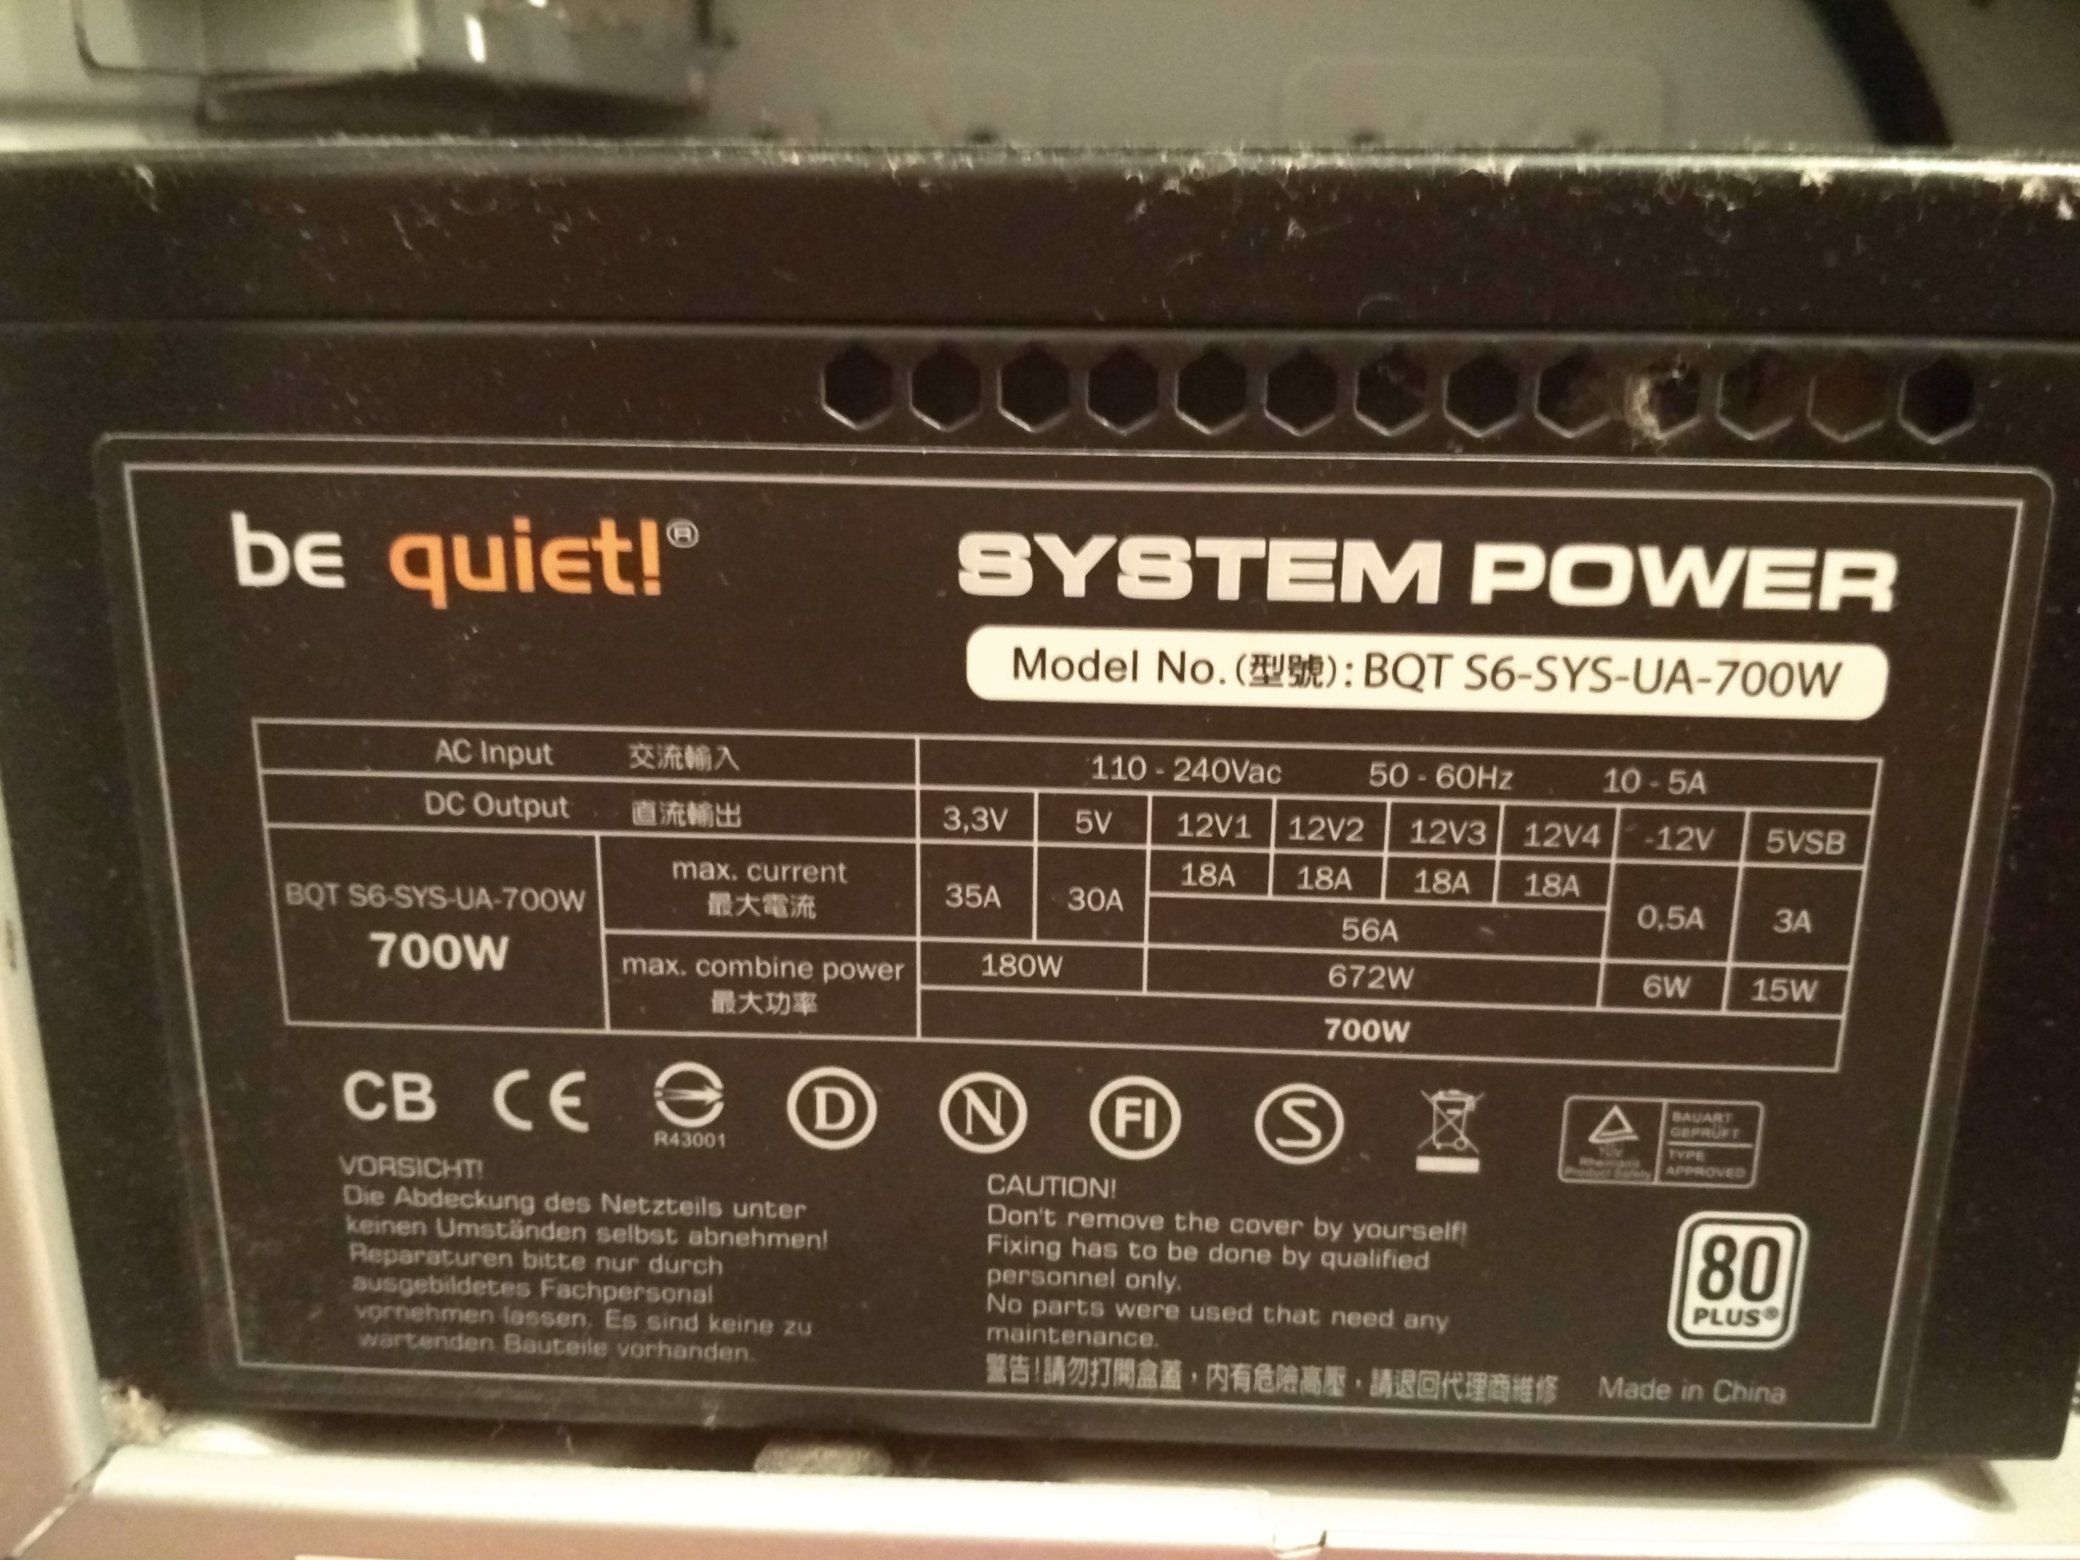 be quiet!®
SYSTEM POWER
Model No.(型號): BQT S6-SYS-UA-700W
AC Input 交流輸入 110 - 240Vac 50 - 60Hz 10 - 5A
DC Output 直流輸出 3,3V 5V 12V1 12V2 12V3 12V4 -12V 5VSB
BQT S6-SYS-UA-700W
700W
max. current
最大電流
35A 30A 18A 18A 18A 18A 0,5A 3A
56A
max. combine power
最大功率
180W 672W 6W 15W
700W
CB CE R43001 D N FI S
TÜV
Rheinland
Product Safety
BAUART
GEPRÜFT
TYPE
APPROVED
VORSICHT!
Die Abdeckung des Netzteils unter
keinen Umständen selbst abnehmen!
Reparaturen bitte nur durch
ausgebildetes Fachpersonal
vornehmen lassen. Es sind keine zu
wartenden Bauteile vorhanden.
CAUTION!
Don't remove the cover by yourself!
Fixing has to be done by qualified
personnel only.
No parts were used that need any
maintenance.
警告!請勿打開盒蓋，內有危險高壓，請退回代理商維修
80
PLUS®
Made in China